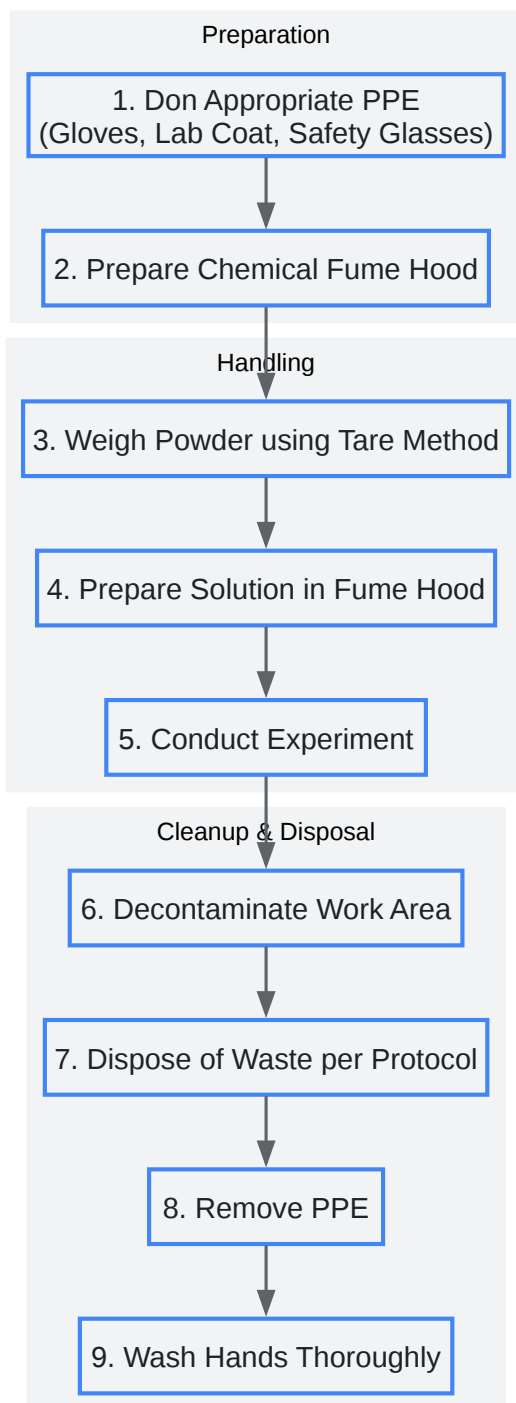 Preparation
1. Don Appropriate PPE
(Gloves, Lab Coat, Safety Glasses)
2. Prepare Chemical Fume Hood
Handling
3. Weigh Powder using Tare Method
4. Prepare Solution in Fume Hood
5. Conduct Experiment
Cleanup & Disposal
6. Decontaminate Work Area
7. Dispose of Waste per Protocol
8. Remove PPE
9. Wash Hands Thoroughly